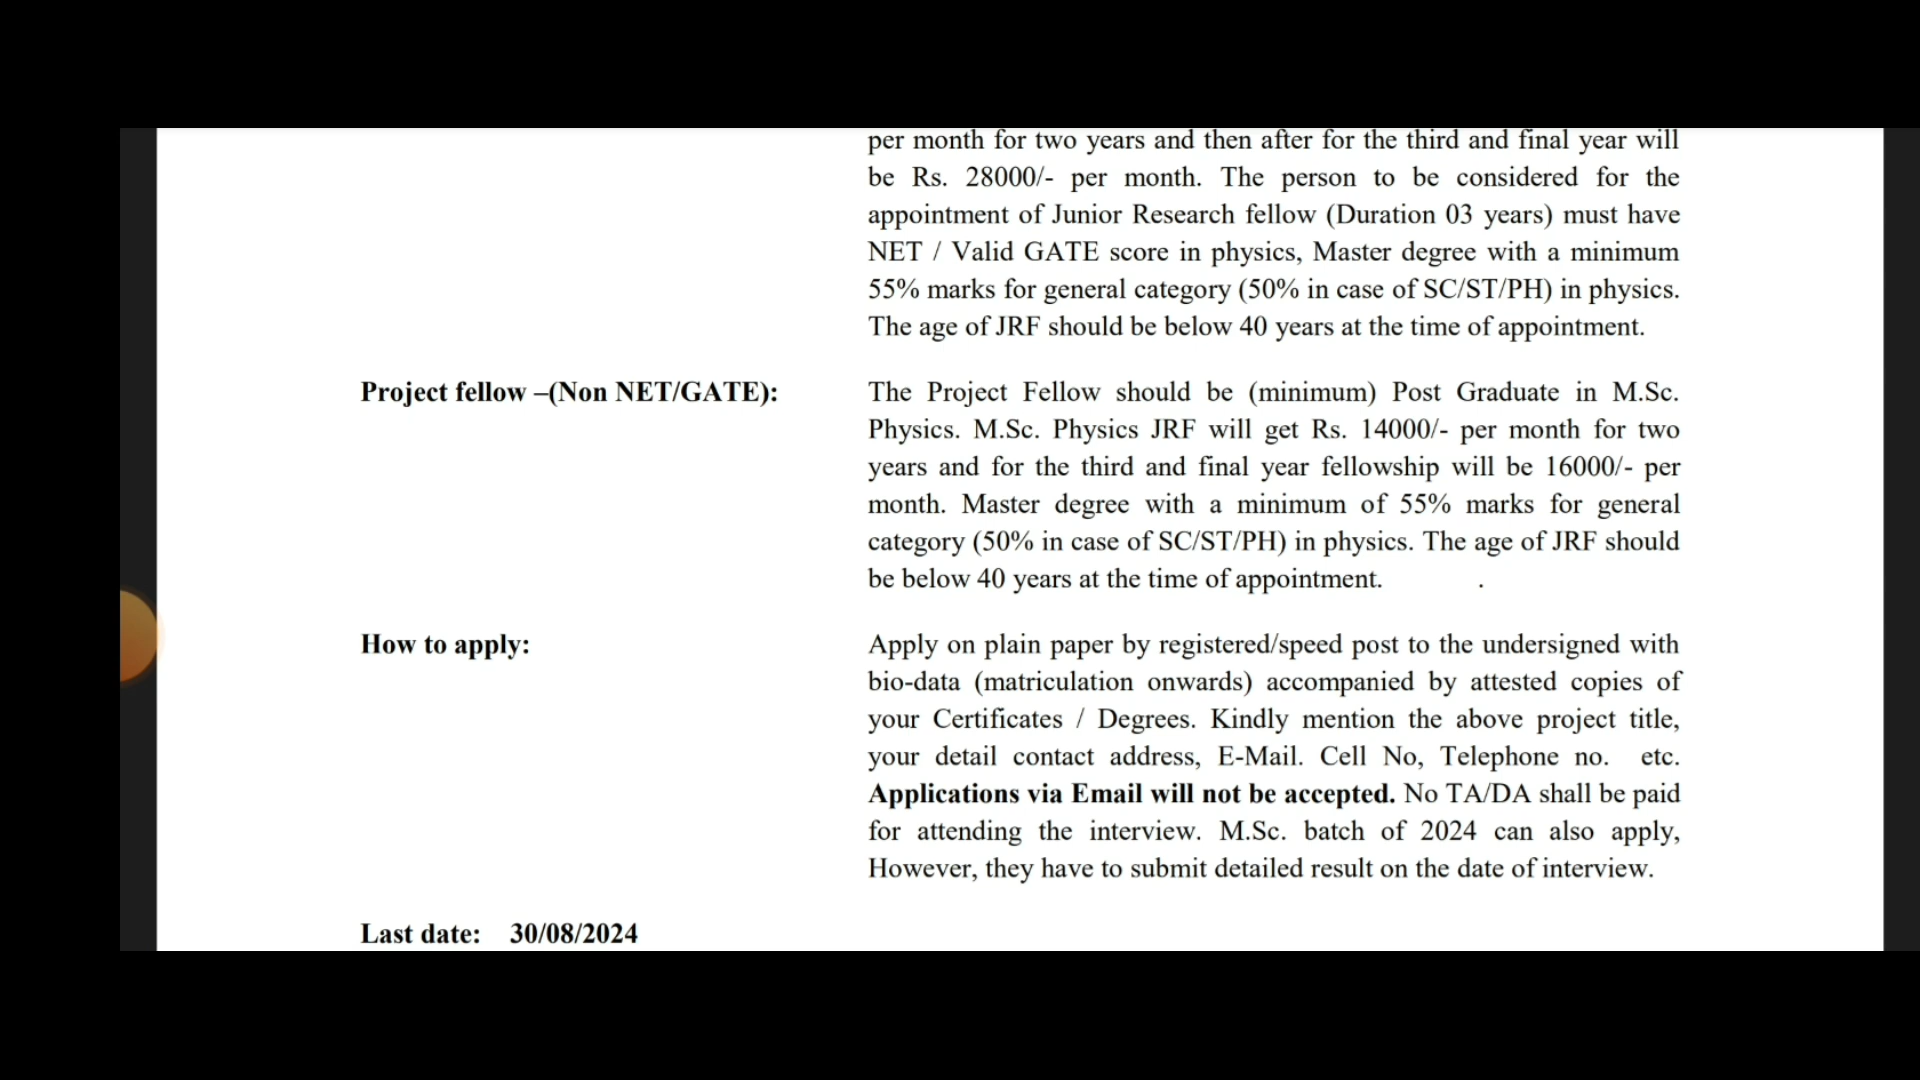 per month for two years and then after for the third and final year will
be Rs. 28000/- per month. The person to be considered for the
appointment of Junior Research fellow (Duration 03 years) must have
NET / Valid GATE score in physics, Master degree with a minimum
55% marks for general category (50% in case of SC/ST/PH) in physics.
The age of JRF should be below 40 years at the time of appointment.
Project fellow –(Non NET/GATE):
The Project Fellow should be (minimum) Post Graduate in M.Sc.
Physics. M.Sc. Physics JRF will get Rs. 14000/- per month for two
years and for the third and final year fellowship will be 16000/- per
month. Master degree with a minimum of 55% marks for general
category (50% in case of SC/ST/PH) in physics. The age of JRF should
be below 40 years at the time of appointment. .
How to apply:
Apply on plain paper by registered/speed post to the undersigned with
bio-data (matriculation onwards) accompanied by attested copies of
your Certificates / Degrees. Kindly mention the above project title,
your detail contact address, E-Mail. Cell No, Telephone no. etc.
Applications via Email will not be accepted. No TA/DA shall be paid
for attending the interview. M.Sc. batch of 2024 can also apply,
However, they have to submit detailed result on the date of interview.
Last date: 30/08/2024